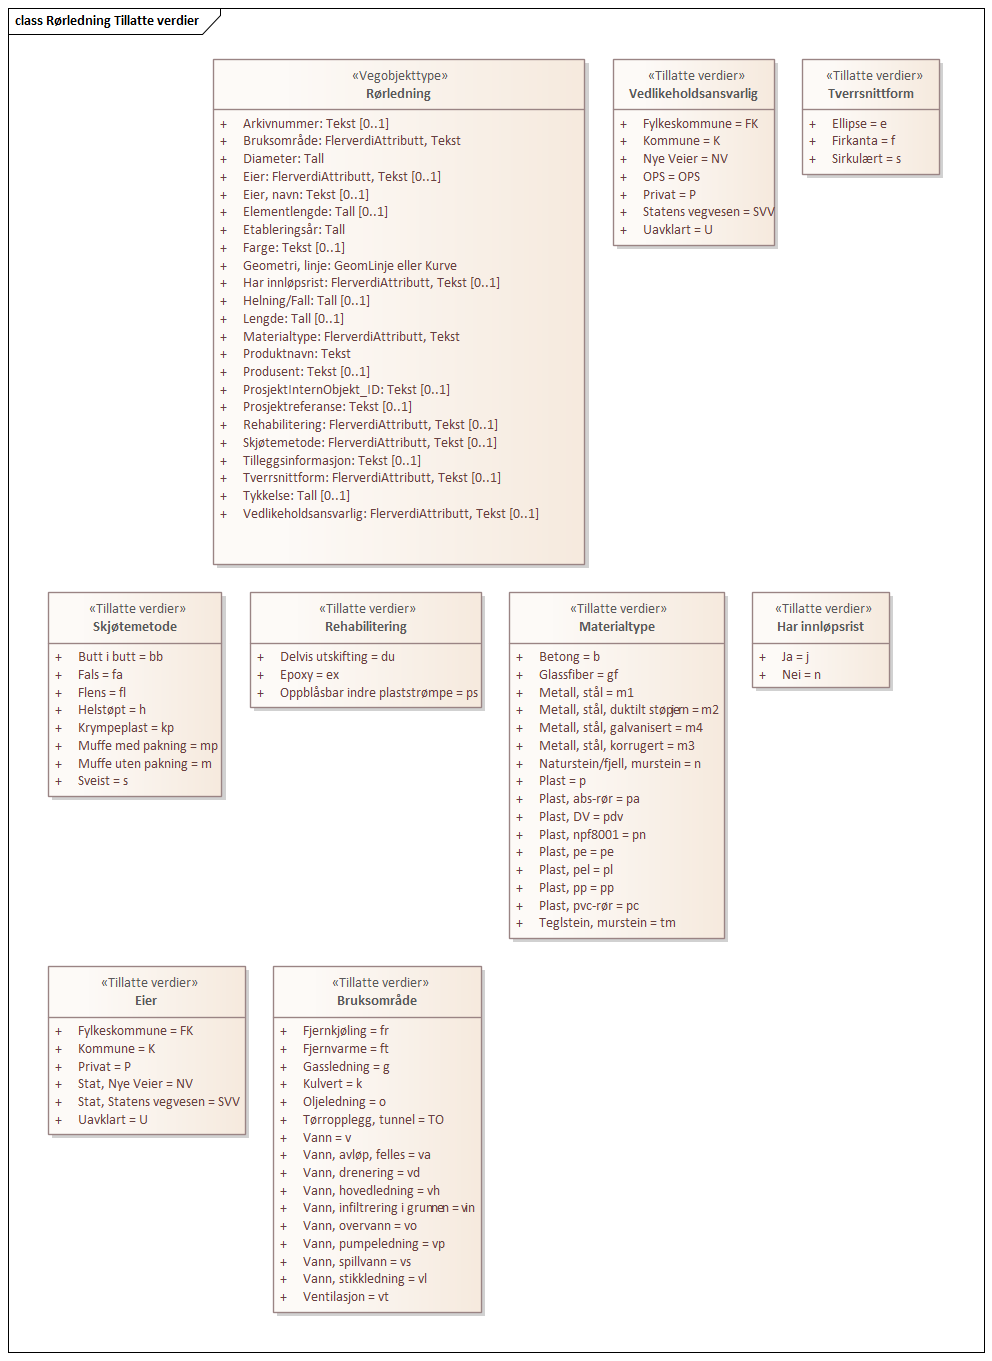 class Rørledning Tillatte verdier
«Vegobjekttype»
Rørledning
+ Arkivnummer: Tekst [0..1]
+ Bruksområde: FlerverdiAttributt, Tekst
+ Diameter: Tall
+ Eier: FlerverdiAttributt, Tekst [0..1]
+ Eier, navn: Tekst [0..1]
+ Elementlengde: Tall [0..1]
+ Etableringsår: Tall
+ Farge: Tekst [0..1]
+ Geometri, linje: GeomLinje eller Kurve
+ Har innløpsrist: FlerverdiAttributt, Tekst [0..1]
+ Helning/Fall: Tall [0..1]
+ Lengde: Tall [0..1]
+ Materialtype: FlerverdiAttributt, Tekst
+ Produktnavn: Tekst
+ Produsent: Tekst [0..1]
+ ProsjektInternObjekt_ID: Tekst [0..1]
+ Prosjektreferanse: Tekst [0..1]
+ Rehabilitering: FlerverdiAttributt, Tekst [0..1]
+ Skjøtemetode: FlerverdiAttributt, Tekst [0..1]
+ Tilleggsinformasjon: Tekst [0..1]
+ Tverrsnittform: FlerverdiAttributt, Tekst [0..1]
+ Tykkelse: Tall [0..1]
+ Vedlikeholdsansvarlig: FlerverdiAttributt, Tekst [0..1]
«Tillatte verdier»
Vedlikeholdsansvarlig
+ Fylkeskommune = FK
+ Kommune = K
+ Nye Veier = NV
+ OPS = OPS
+ Privat = P
+ Statens vegvesen = SVV
+ Uavklart = U
«Tillatte verdier»
Tverrsnittform
+ Ellipse = e
+ Firkanta = f
+ Sirkulært = s
«Tillatte verdier»
Skjøtemetode
+ Butt i butt = bb
+ Fals = fa
+ Flens = fl
+ Helstøpt = h
+ Krympeplast = kp
+ Muffe med pakning = mp
+ Muffe uten pakning = m
+ Sveist = s
«Tillatte verdier»
Rehabilitering
+ Delvis utskifting = du
+ Epoxy = ex
+ Oppblåsbar indre plaststrømpe = ps
«Tillatte verdier»
Materialtype
+ Betong = b
+ Glassfiber = gf
+ Metall, stål = m1
+ Metall, stål, duktilt støpejern = m2
+ Metall, stål, galvanisert = m4
+ Metall, stål, korrugert = m3
+ Naturstein/fjell, murstein = n
+ Plast = p
+ Plast, abs-rør = pa
+ Plast, DV = pdv
+ Plast, npf8001 = pn
+ Plast, pe = pe
+ Plast, pel = pl
+ Plast, pp = pp
+ Plast, pvc-rør = pc
+ Teglstein, murstein = tm
«Tillatte verdier»
Har innløpsrist
+ Ja = j
+ Nei = n
«Tillatte verdier»
Eier
+ Fylkeskommune = FK
+ Kommune = K
+ Privat = P
+ Stat, Nye Veier = NV
+ Stat, Statens vegvesen = SVV
+ Uavklart = U
«Tillatte verdier»
Bruksområde
+ Fjernkjøling = fr
+ Fjernvarme = ft
+ Gassledning = g
+ Kulvert = k
+ Oljeledning = o
+ Tørropplegg, tunnel = TO
+ Vann = v
+ Vann, avløp, felles = va
+ Vann, drenering = vd
+ Vann, hovedledning = vh
+ Vann, infiltrering i grunnen = vin
+ Vann, overvann = vo
+ Vann, pumpeledning = vp
+ Vann, spillvann = vs
+ Vann, stikkledning = vl
+ Ventilasjon = vt